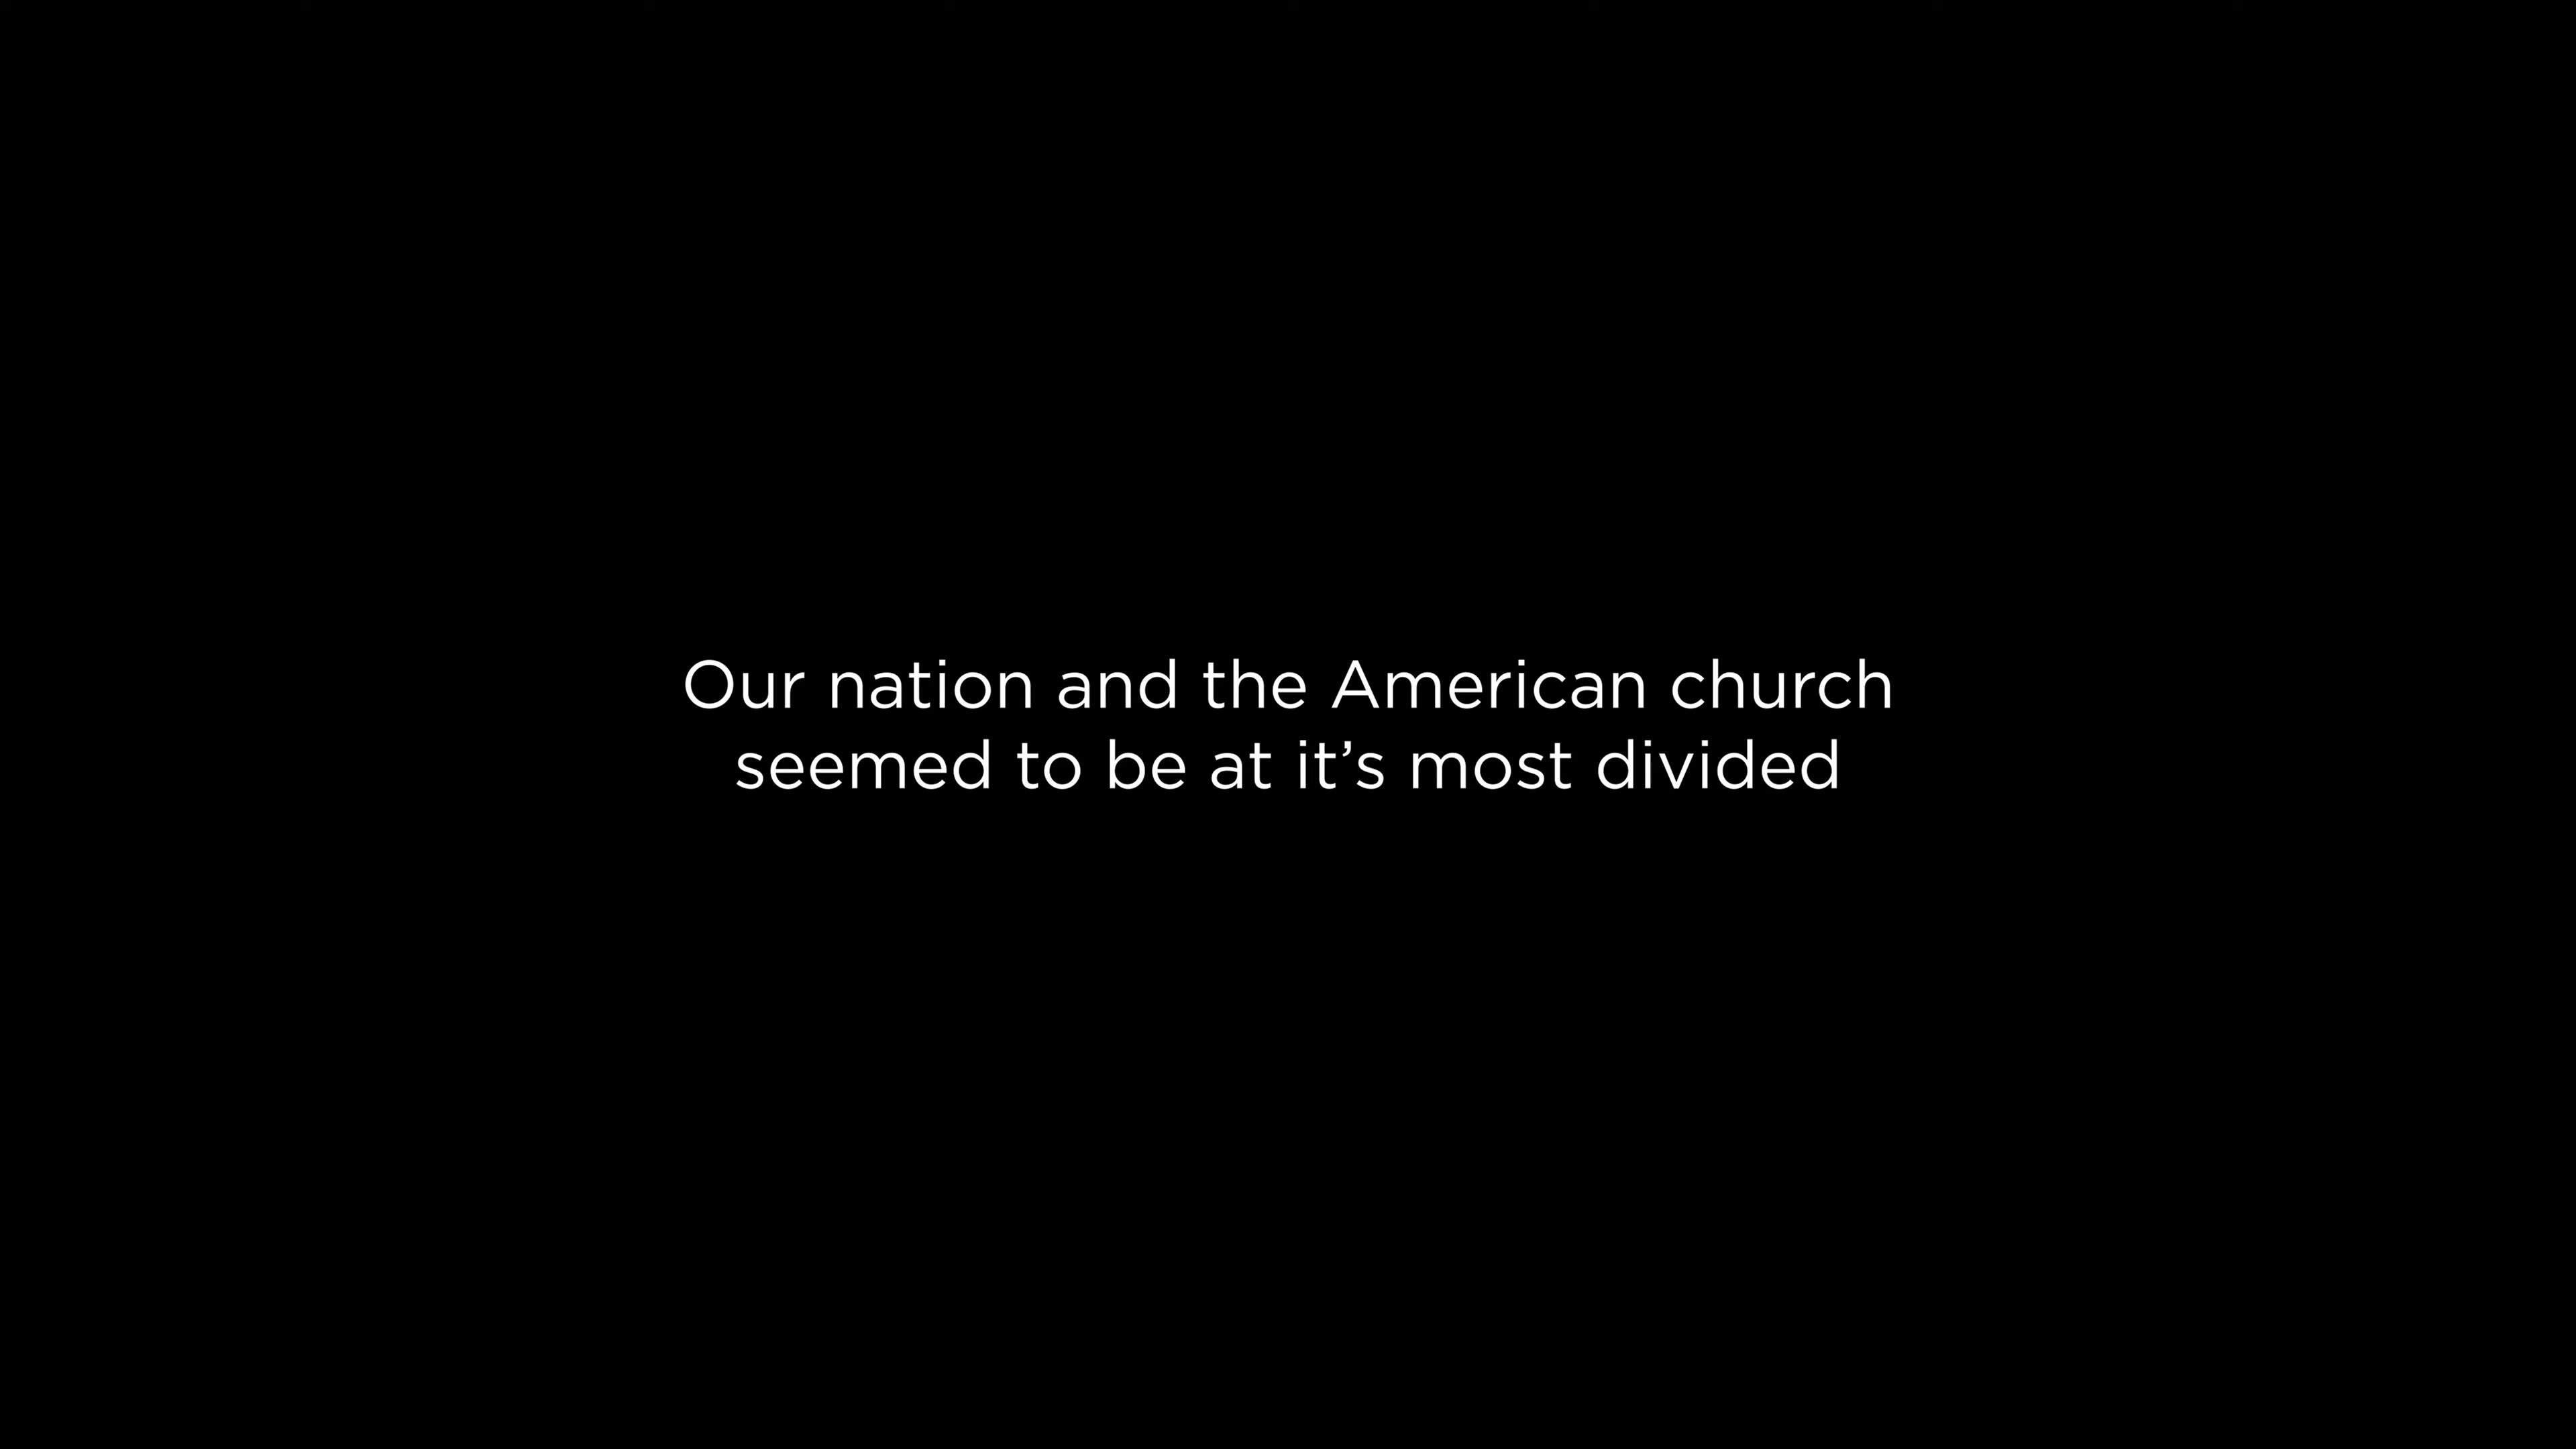 Our nation and the American church
seemed to be at it’s most divided